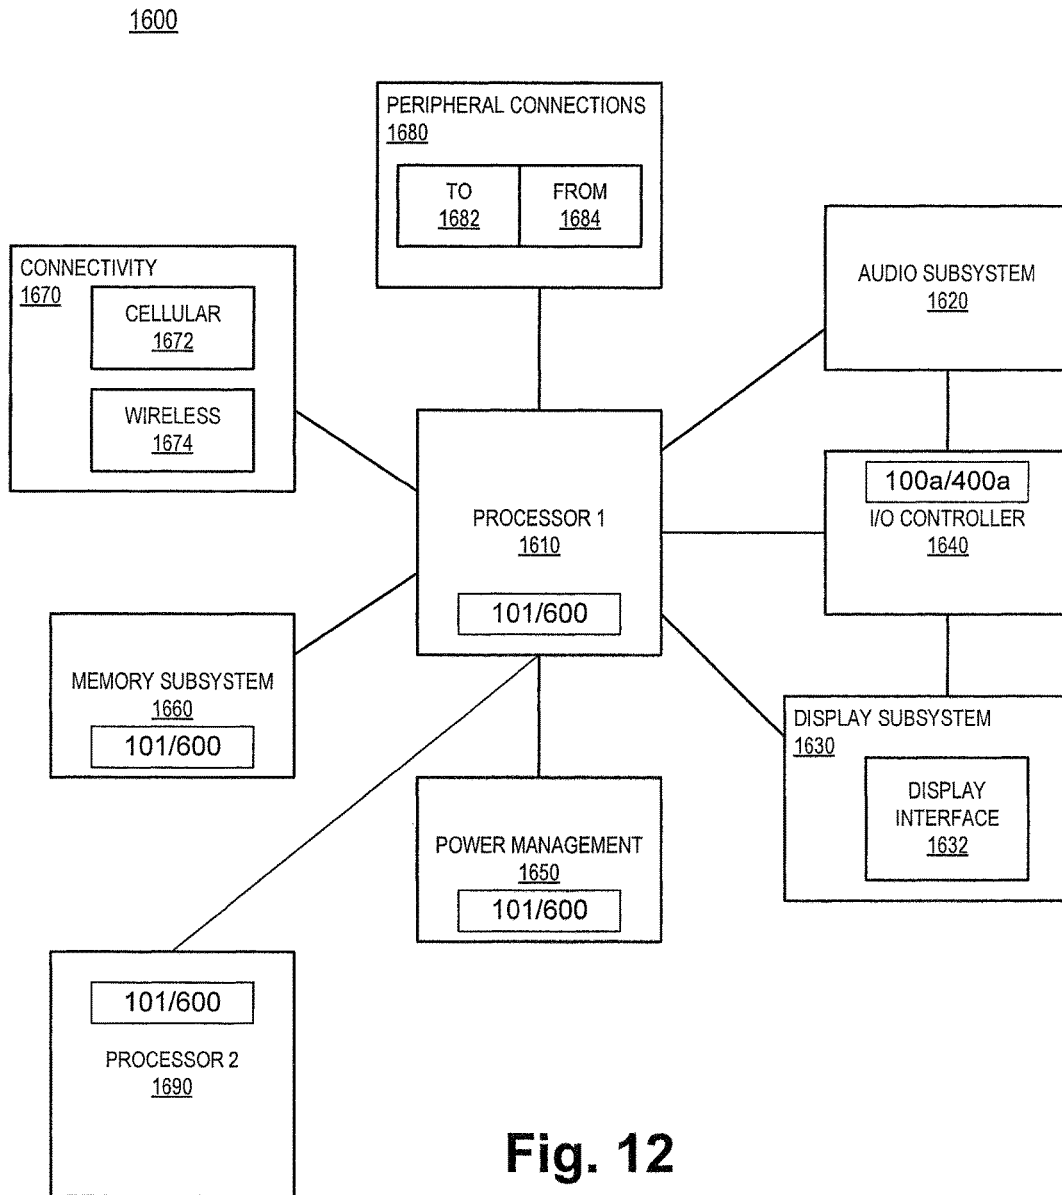 1600
PERIPHERAL CONNECTIONS
1680
TO
1682
FROM
1684
CONNECTIVITY
1670
CELLULAR
1672
WIRELESS
1674
AUDIO SUBSYSTEM
1620
PROCESSOR 1
1610
101/600
100a/400a
I/O CONTROLLER
1640
MEMORY SUBSYSTEM
1660
101/600
POWER MANAGEMENT
1650
101/600
DISPLAY SUBSYSTEM
1630
DISPLAY
INTERFACE
1632
101/600
PROCESSOR 2
1690
Fig. 12